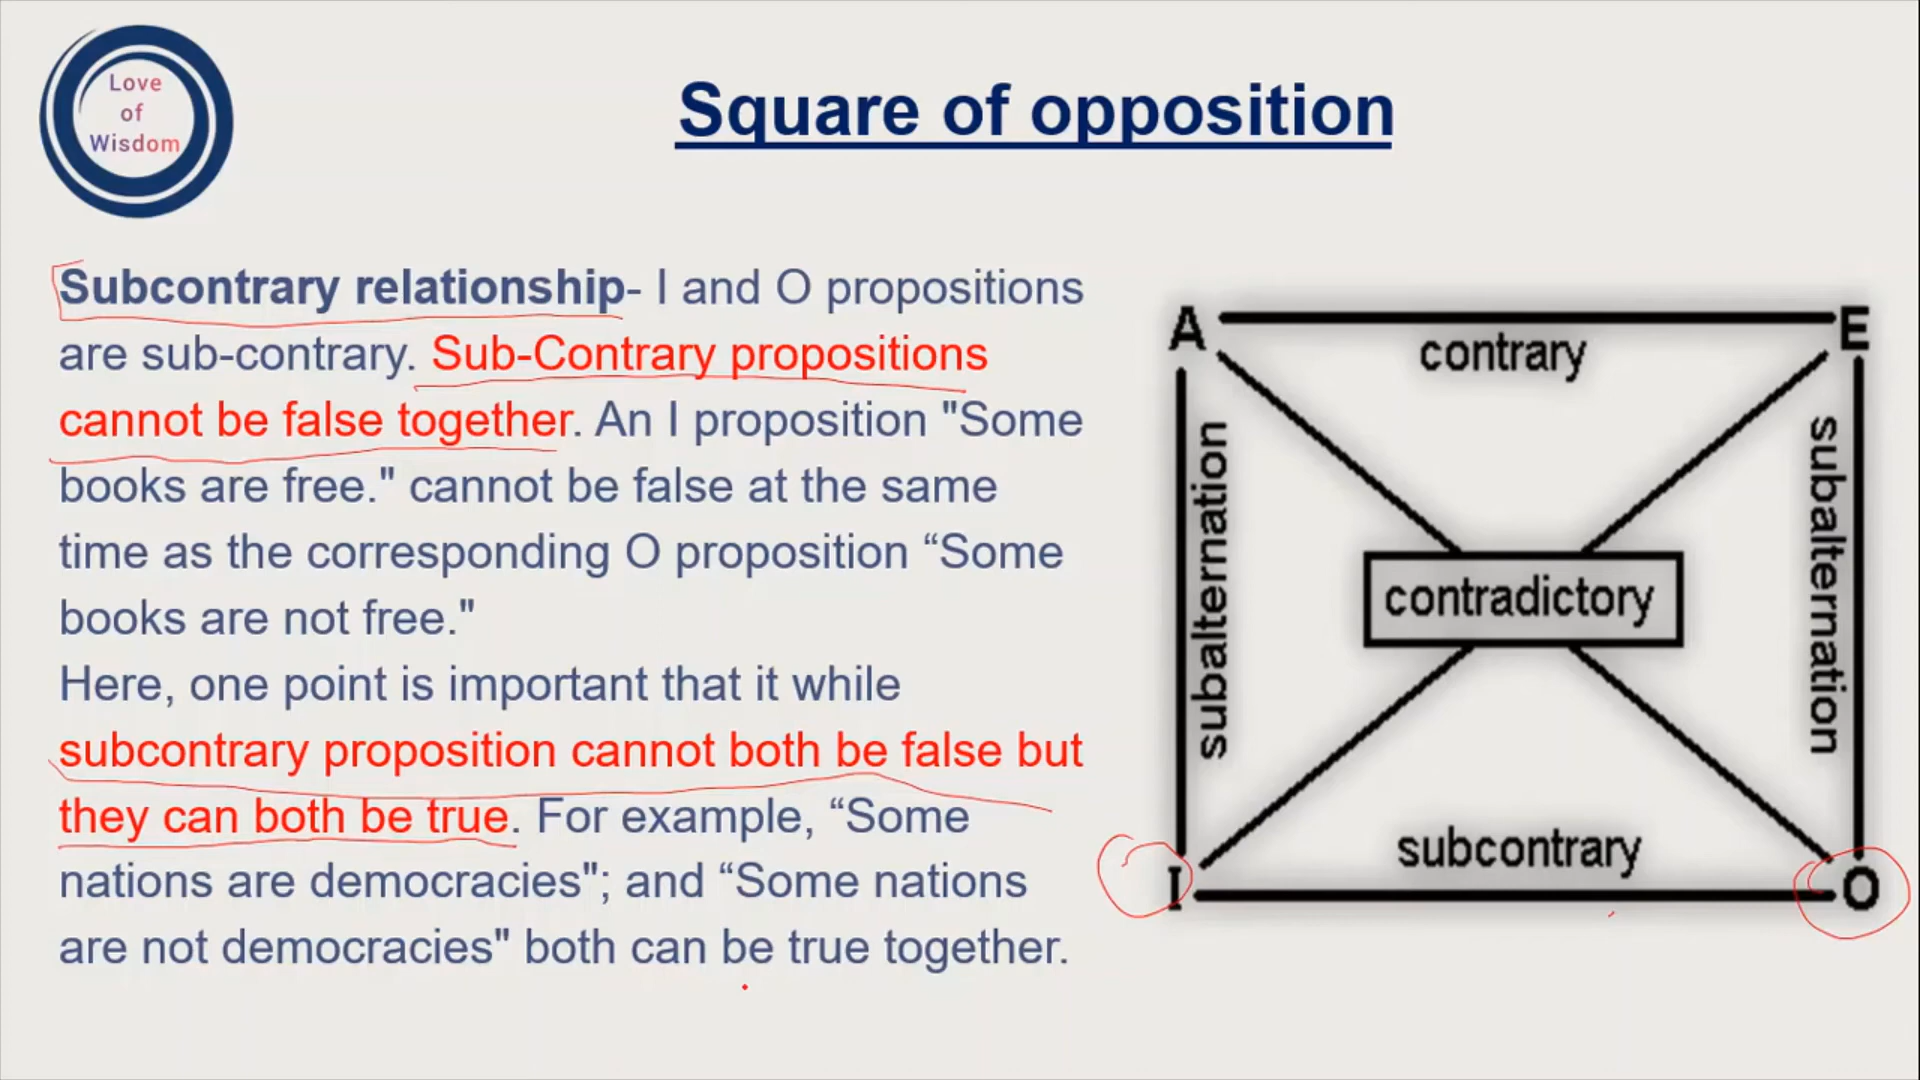 Love
of
Wisdom
Square of opposition
Subcontrary relationship- I and O propositions
are sub-contrary. Sub-Contrary propositions
cannot be false together. An I proposition "Some
books are free." cannot be false at the same
time as the corresponding O proposition “Some
books are not free."
Here, one point is important that it while
subcontrary proposition cannot both be false but
they can both be true. For example, “Some
nations are democracies"; and “Some nations
are not democracies" both can be true together.
A
E
contrary
subalternation
subalternation
contradictory
subcontrary
I
O